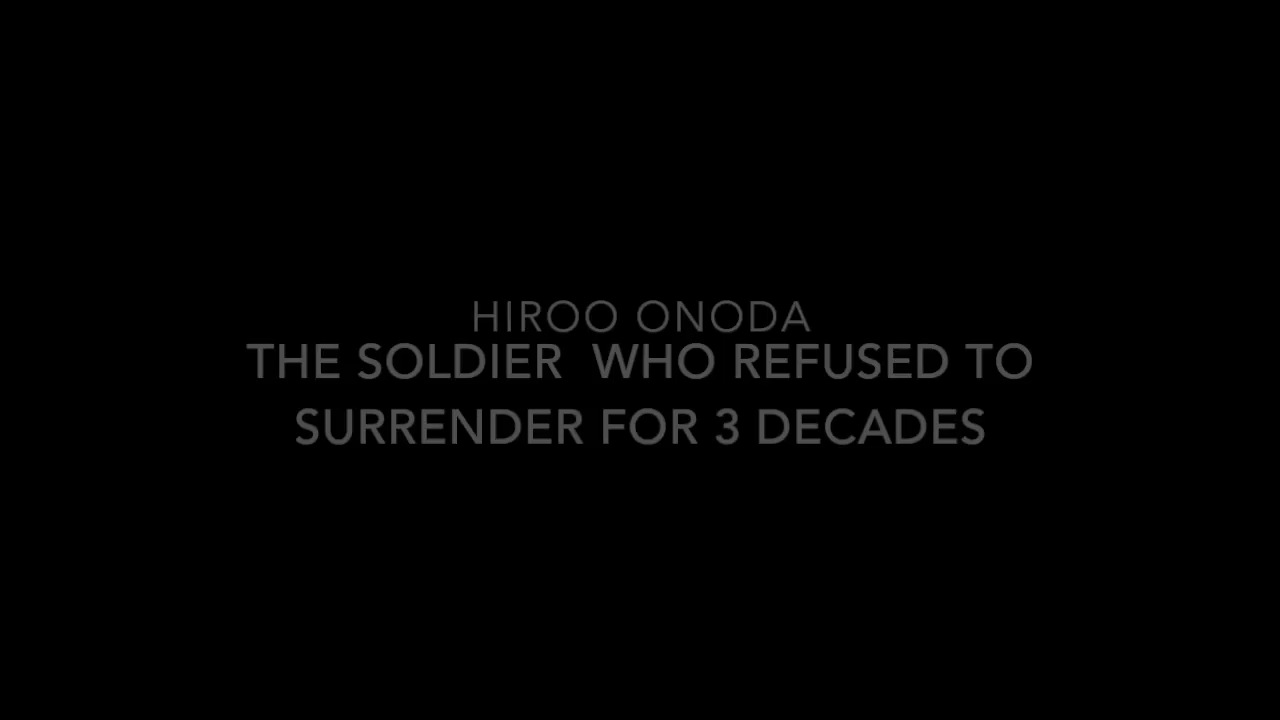 HIROO ONODA
THE SOLDIER  WHO REFUSED TO
SURRENDER FOR 3 DECADES